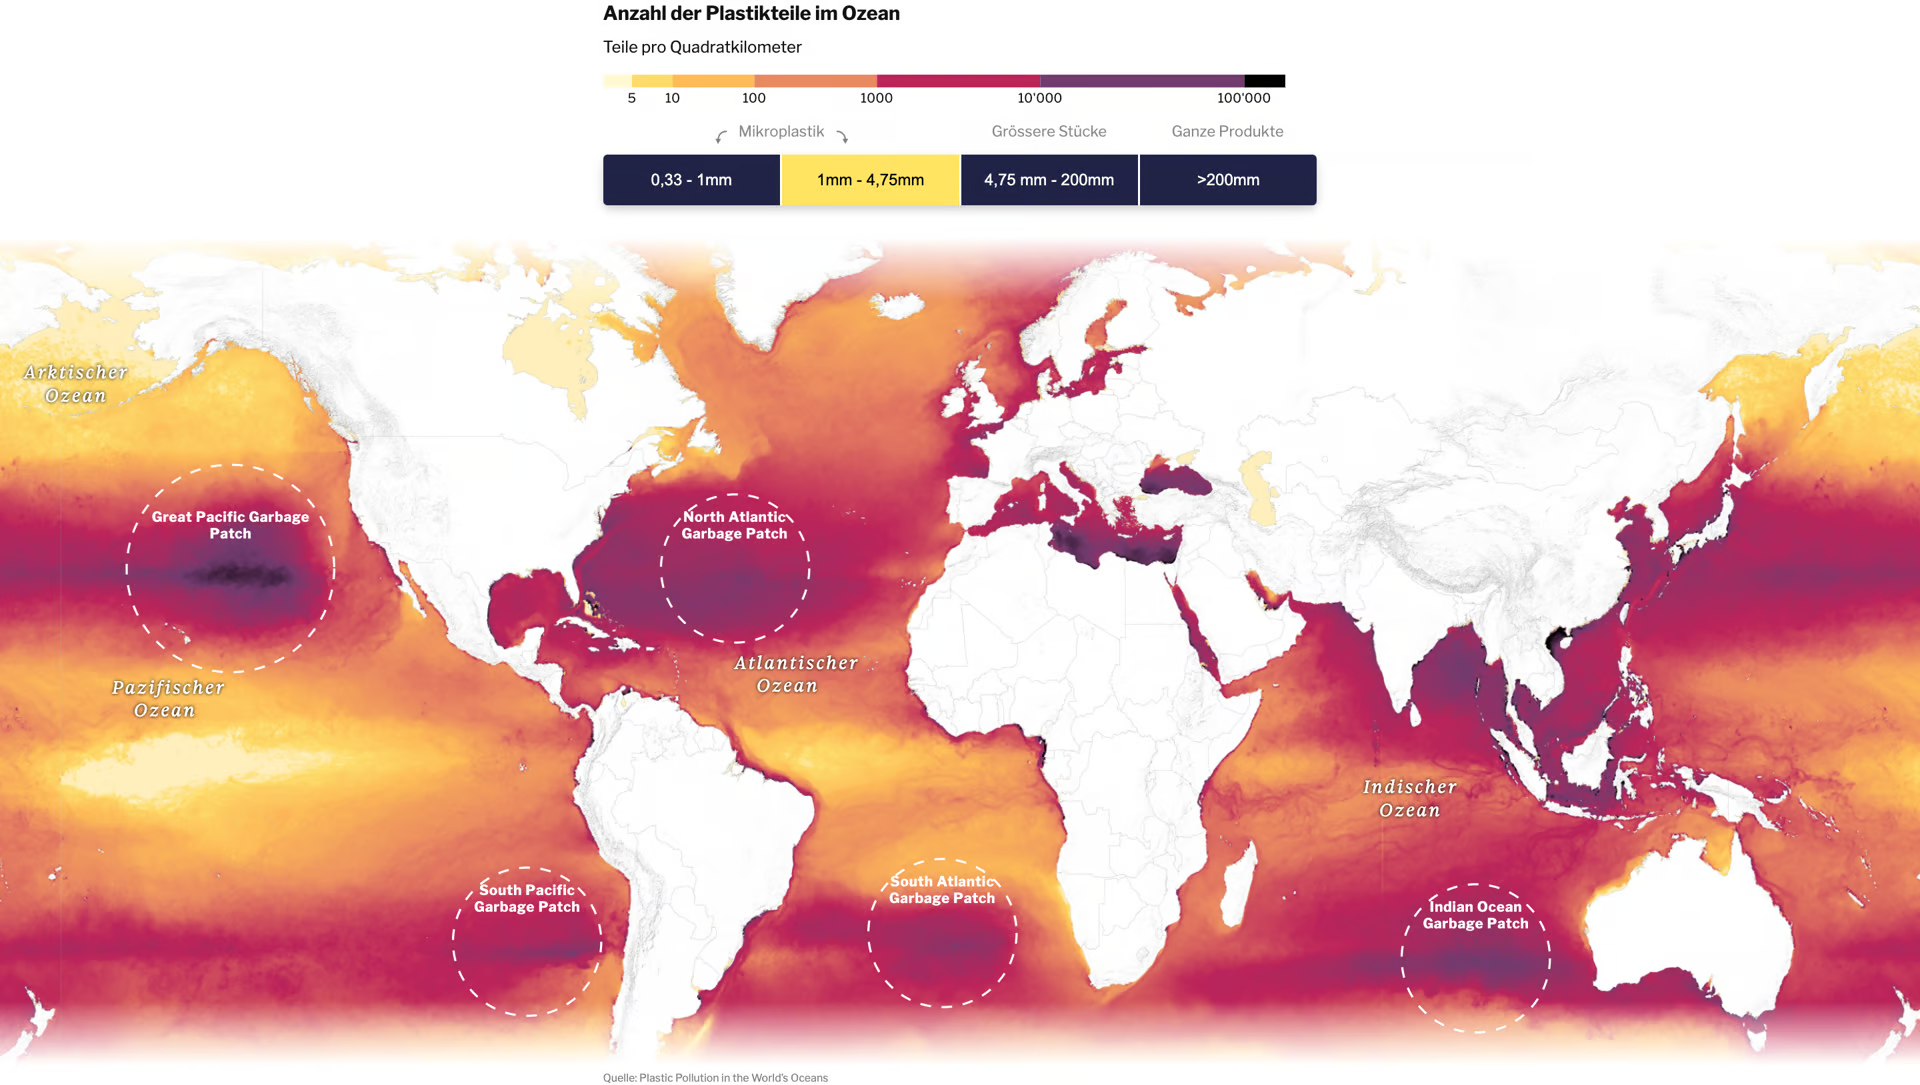 Anzahl der Plastikteile im Ozean
Teile pro Quadratkilometer
5 10 100 1000 10'000 100'000
Mikroplastik Grössere Stücke Ganze Produkte
0,33 - 1mm 1mm - 4,75mm 4,75 mm - 200mm >200mm
Arktischer
Ozean
Great Pacific Garbage
Patch
North Atlantic
Garbage Patch
Atlantischer
Ozean
Pazifischer
Ozean
Indischer
Ozean
South Pacific
Garbage Patch
South Atlantic
Garbage Patch
Indian Ocean
Garbage Patch
Quelle: Plastic Pollution in the World's Oceans